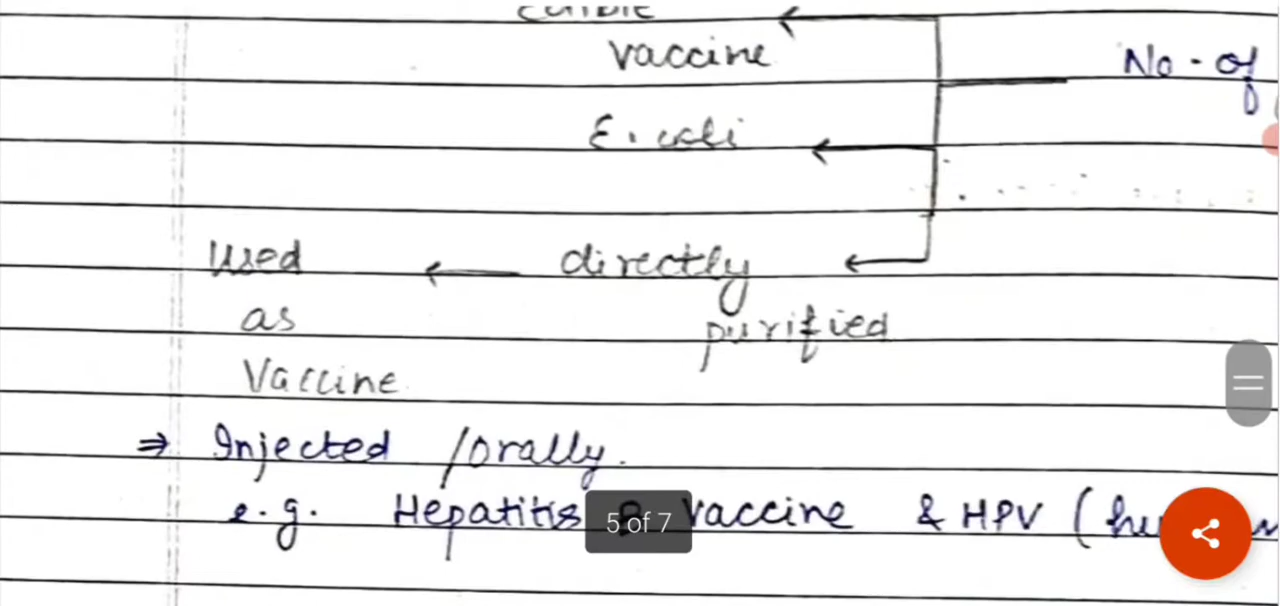 vaccine
No. of
E. coli
Used ← directly
as purified
Vaccine
⇒ Injected /orally.
e.g. Hepatitis B vaccine & HPV (
5 of 7